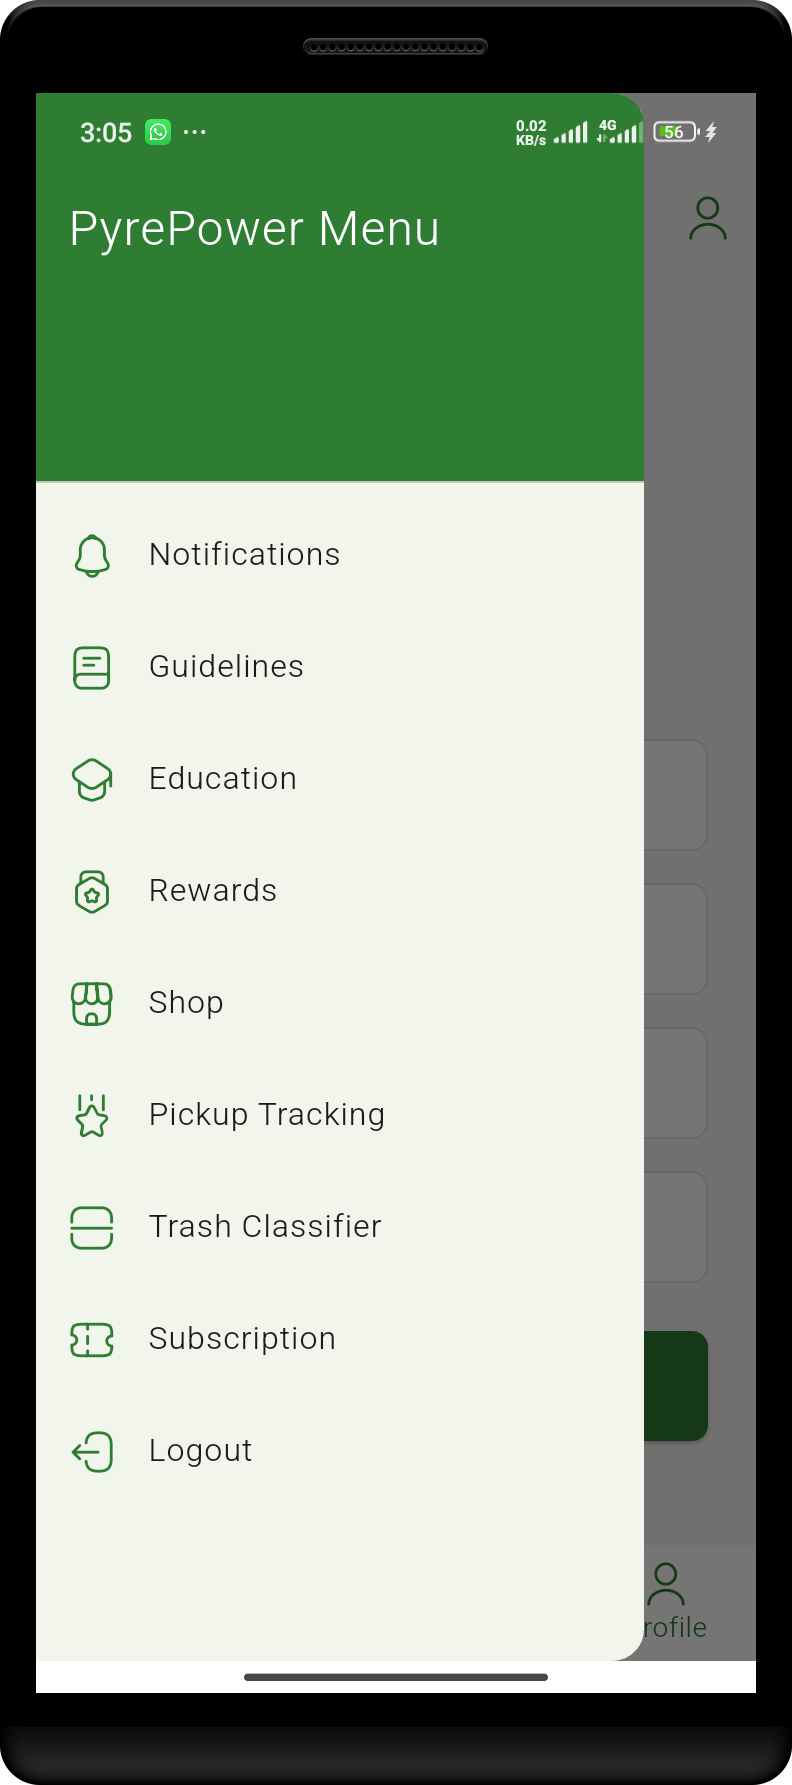 3:05 ... 0.02 KB/s 4G 56
PyrePower Menu
Notifications
Guidelines
Education
Rewards
Shop
Pickup Tracking
Trash Classifier
Subscription
Logout
rofile